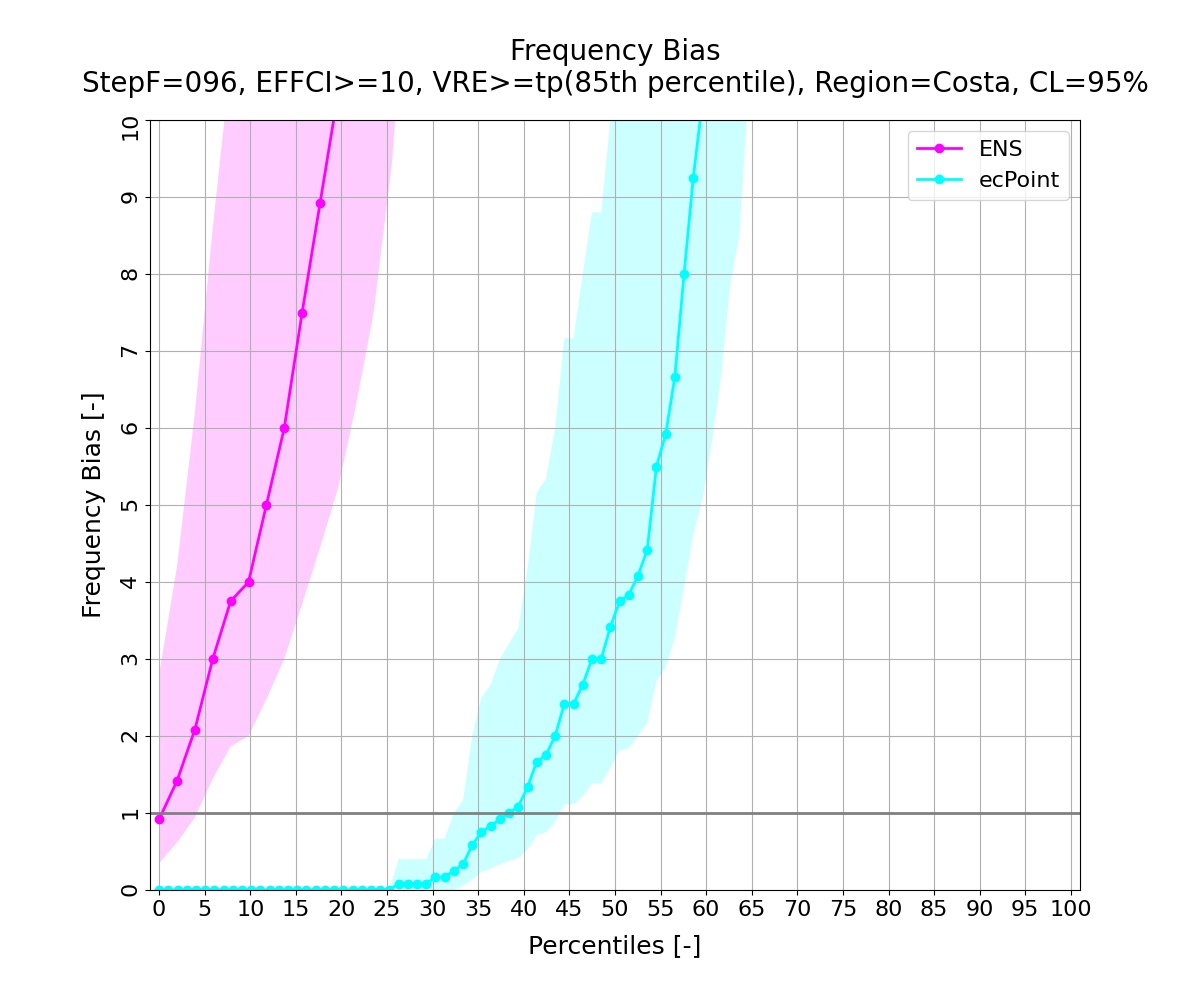 Frequency Bias
StepF=096, EFFCI>=10, VRE>=tp(85th percentile), Region=Costa, CL=95%
10
9
8
7
6
5
4
3
2
1
0
Frequency Bias [-]
ENS
ecPoint
0 5 10 15 20 25 30 35 40 45 50 55 60 65 70 75 80 85 90 95 100
Percentiles [-]